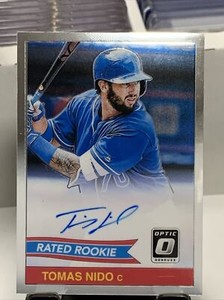 RATED ROOKIE
OPTIC
TOMAS NIDO C